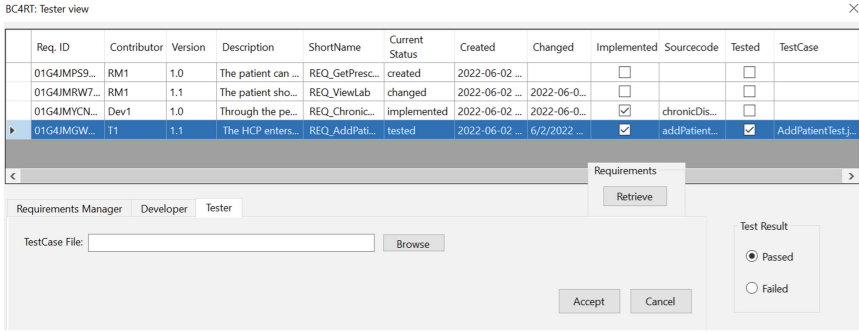 BC4RT: Tester view
Req. ID Contributor Version Description ShortName Current Status Created Changed Implemented Sourcecode Tested TestCase
01G4JMPS9... RM1 1.0 The patient can ... REQ_GetPresc... created 2022-06-02 ...
01G4JMRW7... RM1 1.1 The patient sho... REQ_ViewLab changed 2022-06-02 ... 2022-06-0...
01G4JMYCN... Dev1 1.0 Through the pe... REQ_Chronic... implemented 2022-06-02 ... 2022-06-0... chronicDis...
01G4JMGW... T1 1.1 The HCP enters... REQ_AddPati... tested 2022-06-02 ... 6/2/2022 ... addPatient... AddPatientTest.j...
Requirements
Retrieve
Requirements Manager Developer Tester
Test Result
TestCase File: Browse
Passed
Failed
Accept Cancel